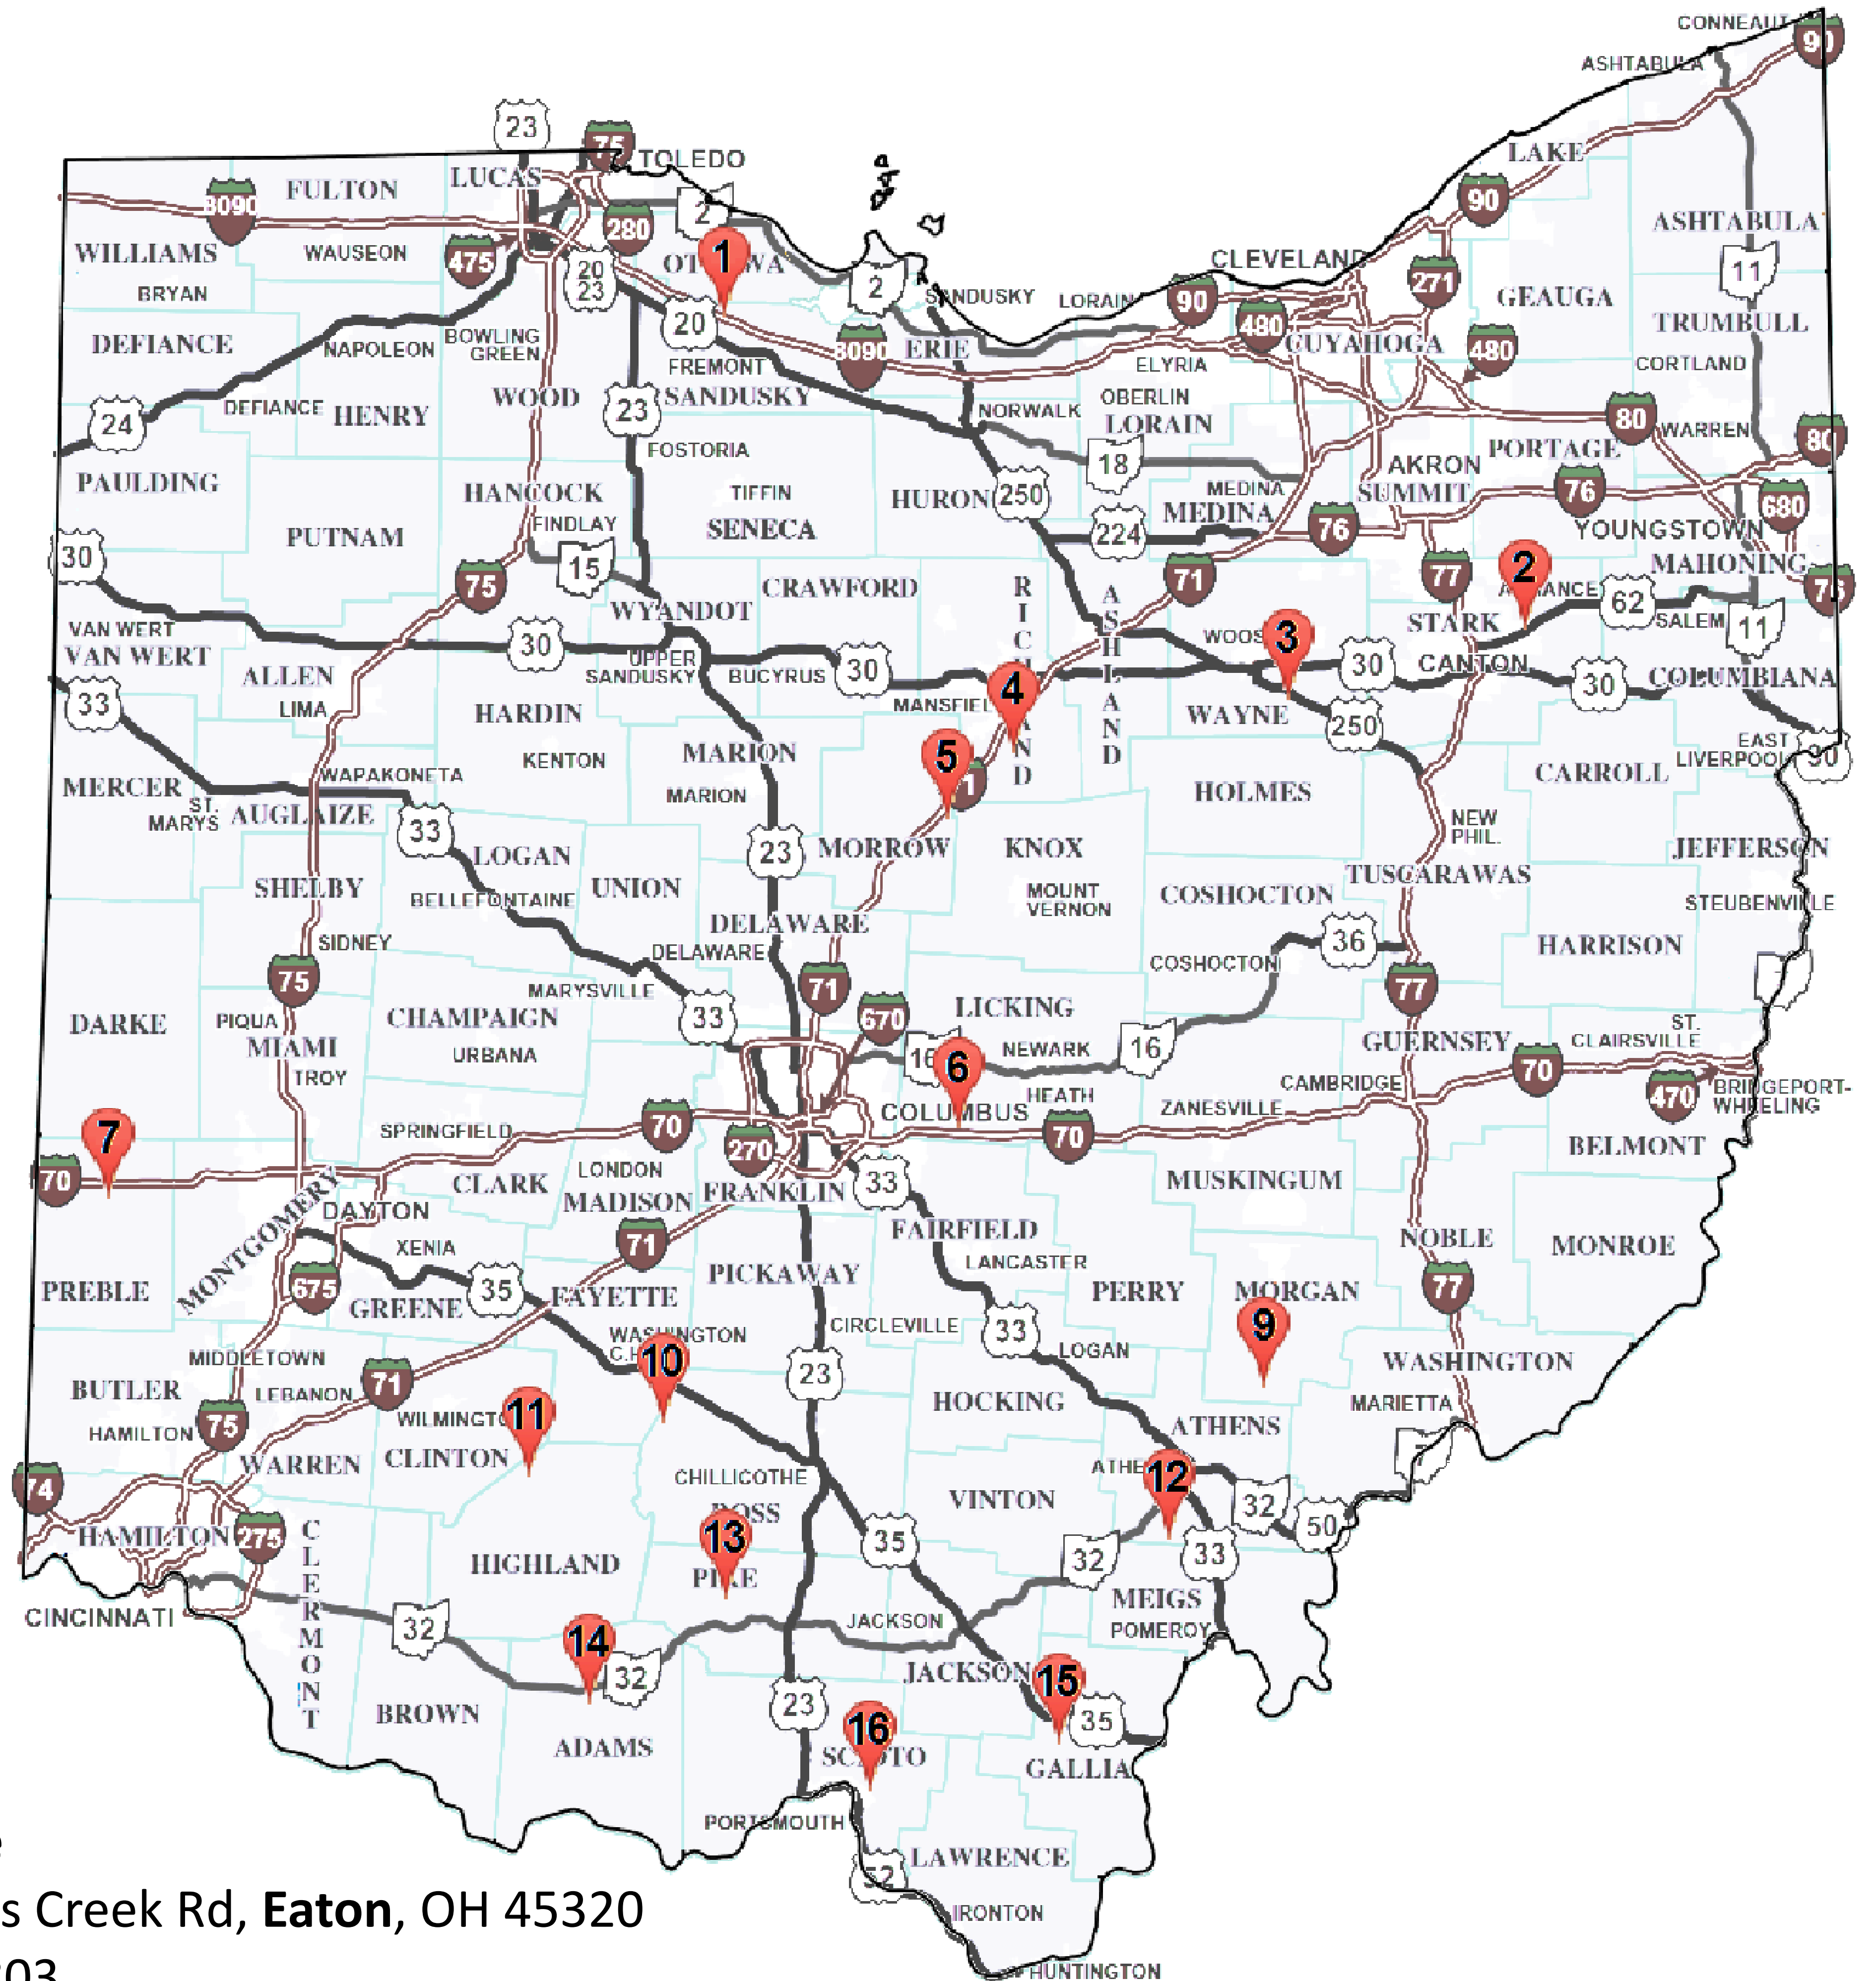 CONNEAUT
90
ASHTABULA
23
75
TOLEDO
LAKE
FULTON
LUCAS
90
8090
2
ASHTABULA
280
WILLIAMS
WAUSEON
475
1
CLEVELAND
11
20
23
2
271
BRYAN
SANDUSKY
LORAIN
90
GEAUGA
20
480
TRUMBULL
DEFIANCE
NAPOLEON
BOWLING
GREEN
8090
ERIE
CUYAHOGA
480
FREMONT
ELYRIA
CORTLAND
WOOD
SANDUSKY
OBERLIN
DEFIANCE
HENRY
23
NORWALK
LORAIN
80
24
WARREN
80
FOSTORIA
18
AKRON
PORTAGE
PAULDING
HANCOCK
TIFFIN
HURON
250
MEDINA
SUMMIT
76
680
FINDLAY
SENECA
MEDINA
76
YOUNGSTOWN
PUTNAM
224
30
15
71
77
2
MAHONING
75
CRAWFORD
RICHLAND
ASHLAND
76
WYANDOT
62
VAN WERT
30
3
STARK
SALEM
11
VAN WERT
UPPER
SANDUSKY
BUCYRUS
30
30
CANTON
30
COLUMBIANA
ALLEN
4
33
LIMA
HARDIN
MANSFIEL
WAYNE
250
MARION
5
EAST
LIVERPOOL
90
KENTON
MERCER
WAPAKONETA
CARROLL
ST.
MARYS
AUGLAIZE
MARION
HOLMES
33
NEW
PHIL.
LOGAN
23
MORROW
KNOX
JEFFERSON
SHELBY
UNION
TUSCARAWAS
BELLEFONTAINE
MOUNT
VERNON
COSHOCTON
STEUBENVILLE
DELAWARE
SIDNEY
DELAWARE
36
HARRISON
75
71
COSHOCTON
77
MARYSVILLE
LICKING
DARKE
PIQUA
CHAMPAIGN
33
670
ST.
CLAIRSVILLE
MIAMI
URBANA
16
NEWARK
16
GUERNSEY
TROY
6
HEATH
CAMBRIDGE
70
470
BRIDGEPORT-
WHEELING
COLUMBUS
ZANESVILLE
7
SPRINGFIELD
70
270
70
BELMONT
70
CLARK
LONDON
33
MUSKINGUM
MADISON
FRANKLIN
MONTGOMERY
DAYTON
71
FAIRFIELD
XENIA
NOBLE
MONROE
PREBLE
675
35
PICKAWAY
LANCASTER
GREENE
FAYETTE
PERRY
MORGAN
77
WASHINGTON
C.H.
CIRCLEVILLE
33
9
MIDDLETOWN
10
LOGAN
WASHINGTON
BUTLER
LEBANON
71
23
HOCKING
MARIETTA
HAMILTON
75
11
ATHENS
WARREN
CLINTON
CHILLICOTHE
12
74
VINTON
32
50
HAMILTON
275
CLERMONT
13
35
32
33
HIGHLAND
PIKE
MEIGS
CINCINNATI
32
JACKSON
POMEROY
14
32
JACKSON
15
BROWN
23
16
35
ADAMS
SCIOTO
GALLIA
PORTSMOUTH
52
LAWRENCE
s Creek Rd, Eaton, OH 45320
IRONTON
HUNTINGTON